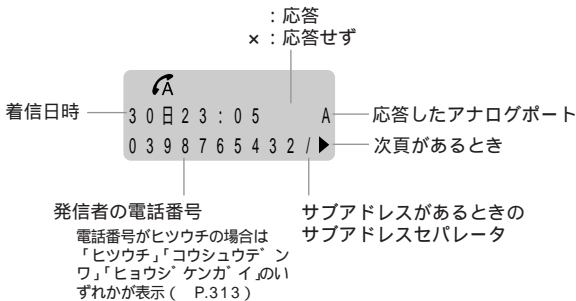 ：応答
×：応答せず
A
着信日時
30日23:05 A
応答したアナログポート
0398765432/▶
次頁があるとき
発信者の電話番号
電話番号がヒツウチの場合は
「ヒツウチ」「コウシュウデン
ワ」「ヒョウジケンガイ」のい
ずれかが表示（ P.313）
サブアドレスがあるときの
サブアドレスセパレータ